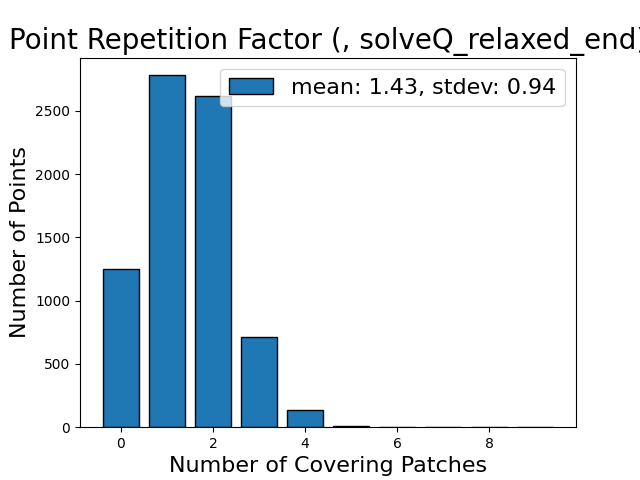 Point Repetition Factor (, solveQ_relaxed_end)
mean: 1.43, stdev: 0.94
Number of Points
2500
2000
1500
1000
500
0
0 2 4 6 8
Number of Covering Patches